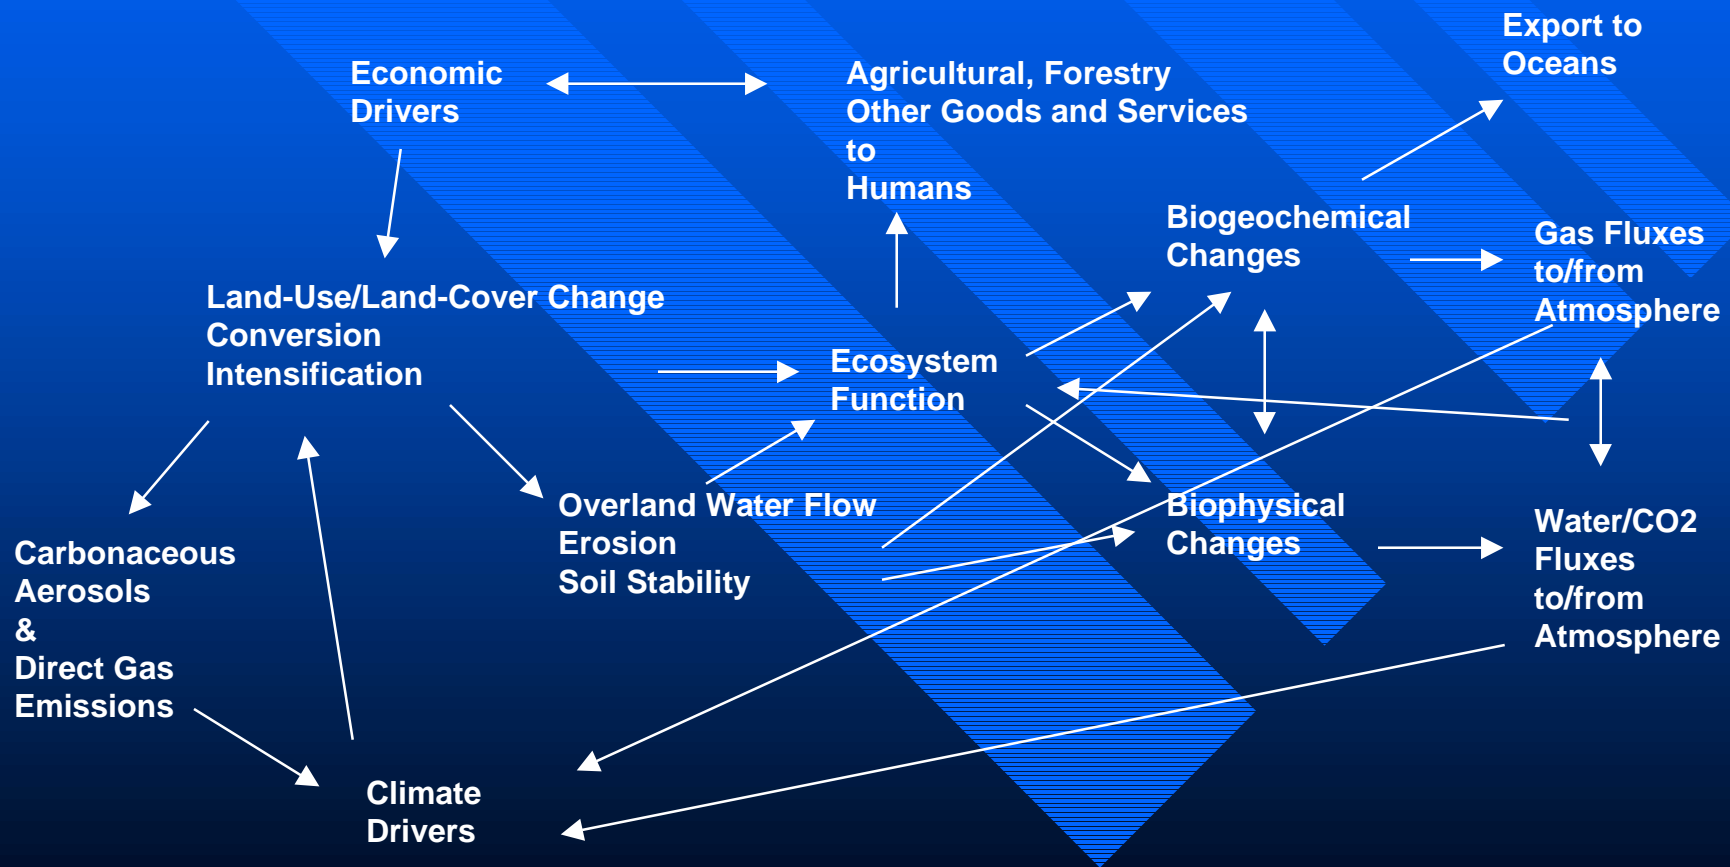 Export to
Oceans
Economic
Drivers
Agricultural, Forestry
Other Goods and Services
to
Humans
Biogeochemical
Changes
Gas Fluxes
to/from
Atmosphere
Land-Use/Land-Cover Change
Conversion
Intensification
Ecosystem
Function
Overland Water Flow
Erosion
Soil Stability
Biophysical
Changes
Water/CO2
Fluxes
to/from
Atmosphere
Carbonaceous
Aerosols
&
Direct Gas
Emissions
Climate
Drivers